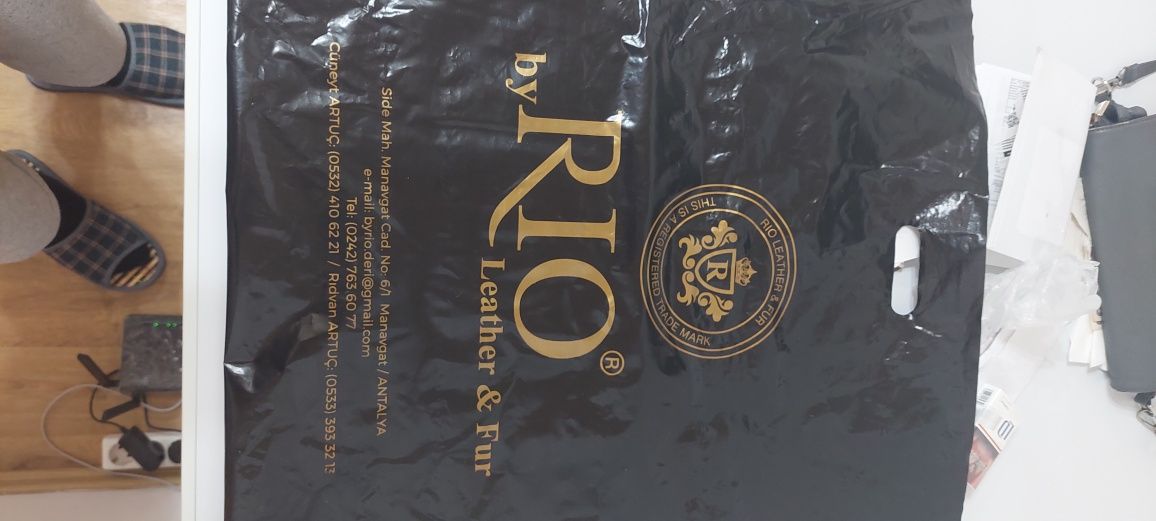 RIO LEATHER & FUR
THIS IS A REGISTERED TRADE MARK
R
by RIO®
Leather & Fur
Side Mah. Manavgat Cad. No: 6/1 Manavgat / ANTALYA
e-mail: byrio.deri@gmail.com
Tel: (0242) 763 60 77
Cüneyt ARTUÇ: (0532) 410 62 21 / Rıdvan ARTUÇ: (0533) 393 32 13